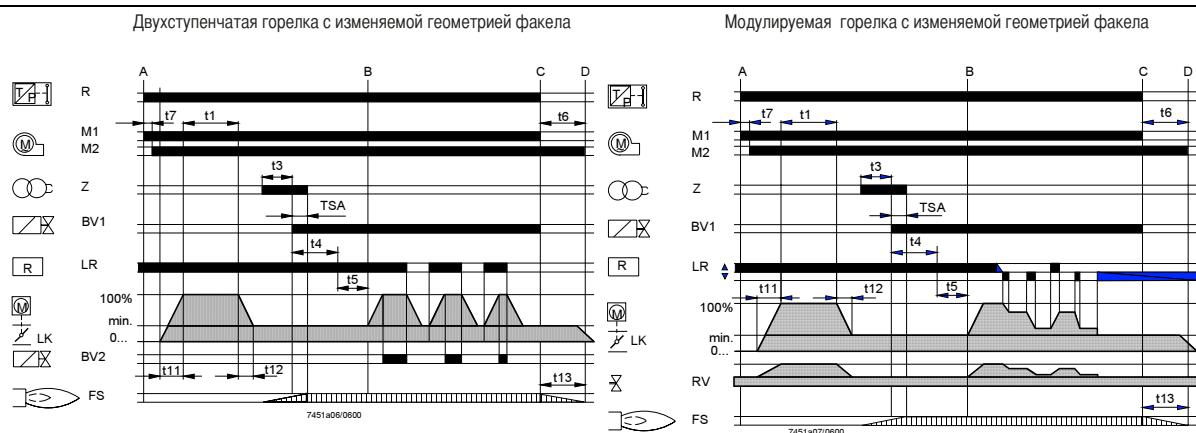 Двухступенчатая горелка с изменяемой геометрией факела
A B C D
T/P R
t7 t1 t6
M M1
M2
t3
Z
TSA
BV1
t4
R LR
t5
100%
M
min.
LK
0...
BV2
t11 t12 t13
FS
7451a06/0600
Модулируемая горелка с изменяемой геометрией факела
A B C D
T/P R
t7 t1 t6
M M1
M2
t3
Z
TSA
BV1
t4
R LR
t11 t12 t5
100%
M
min.
LK
0...
RV
t13
FS
7451a07/0600